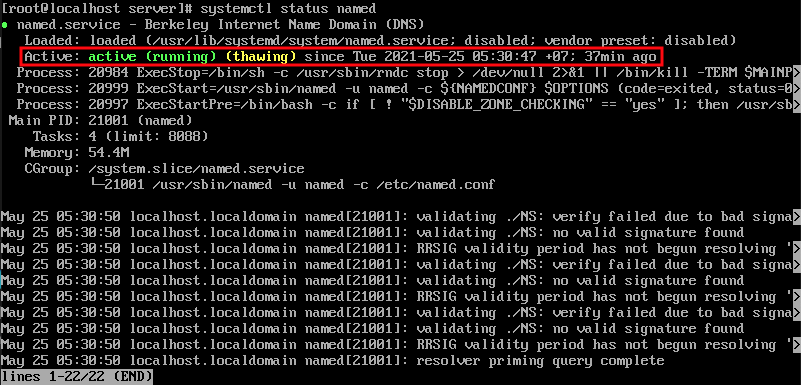 [root@localhost server]# systemctl status named
● named.service - Berkeley Internet Name Domain (DNS)
Loaded: loaded (/usr/lib/systemd/system/named.service; disabled; vendor preset: disabled)
Active: active (running) (thawing) since Tue 2021-05-25 05:30:47 +07; 37min ago
Process: 20984 ExecStop=/bin/sh -c /usr/sbin/rndc stop > /dev/null 2>&1 || /bin/kill -TERM $MAINP>
Process: 20999 ExecStart=/usr/sbin/named -u named -c ${NAMEDCONF} $OPTIONS (code=exited, status=0>
Process: 20997 ExecStartPre=/bin/bash -c if [ ! "$DISABLE_ZONE_CHECKING" == "yes" ]; then /usr/sb>
Main PID: 21001 (named)
Tasks: 4 (limit: 8088)
Memory: 54.4M
CGroup: /system.slice/named.service
└─21001 /usr/sbin/named -u named -c /etc/named.conf
May 25 05:30:50 localhost.localdomain named[21001]: validating ./NS: verify failed due to bad signa>
May 25 05:30:50 localhost.localdomain named[21001]: validating ./NS: no valid signature found
May 25 05:30:50 localhost.localdomain named[21001]: RRSIG validity period has not begun resolving '>
May 25 05:30:50 localhost.localdomain named[21001]: validating ./NS: verify failed due to bad signa>
May 25 05:30:50 localhost.localdomain named[21001]: validating ./NS: no valid signature found
May 25 05:30:50 localhost.localdomain named[21001]: RRSIG validity period has not begun resolving '>
May 25 05:30:50 localhost.localdomain named[21001]: validating ./NS: verify failed due to bad signa>
May 25 05:30:50 localhost.localdomain named[21001]: validating ./NS: no valid signature found
May 25 05:30:50 localhost.localdomain named[21001]: RRSIG validity period has not begun resolving '>
May 25 05:30:50 localhost.localdomain named[21001]: resolver priming query complete
lines 1-22/22 (END)